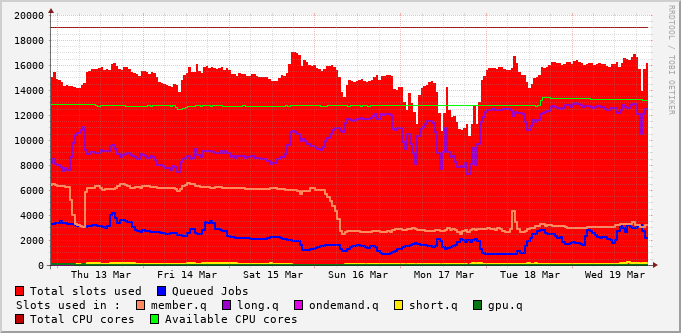 20000
18000
16000
14000
12000
10000
8000
6000
4000
2000
0
Thu 13 Mar Fri 14 Mar Sat 15 Mar Sun 16 Mar Mon 17 Mar Tue 18 Mar Wed 19 Mar
Total slots used Queued Jobs
Slots used in : member.q long.q ondemand.q short.q gpu.q
Total CPU cores Available CPU cores
RRDTOOL / TOBI OETIKER